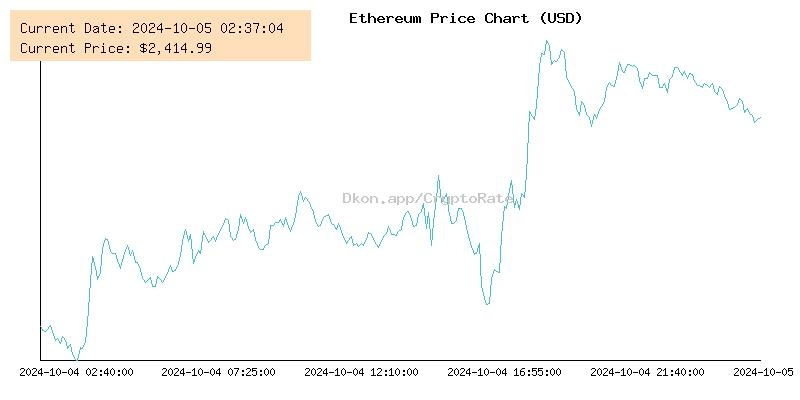 Ethereum Price Chart (USD)
Current Date: 2024-10-05 02:37:04
Current Price: $2,414.99
Dkon.app/CryptoRate
2024-10-04 02:40:00 2024-10-04 07:25:00 2024-10-04 12:10:00 2024-10-04 16:55:00 2024-10-04 21:40:00 2024-10-05